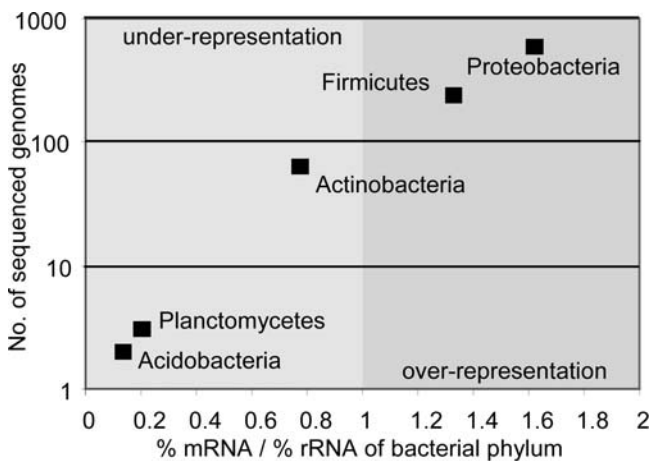 1000
under-representation
Proteobacteria
Firmicutes
100
Actinobacteria
No. of sequenced genomes
10
Planctomycetes
Acidobacteria
over-representation
1
0 0.2 0.4 0.6 0.8 1 1.2 1.4 1.6 1.8 2
% mRNA / % rRNA of bacterial phylum